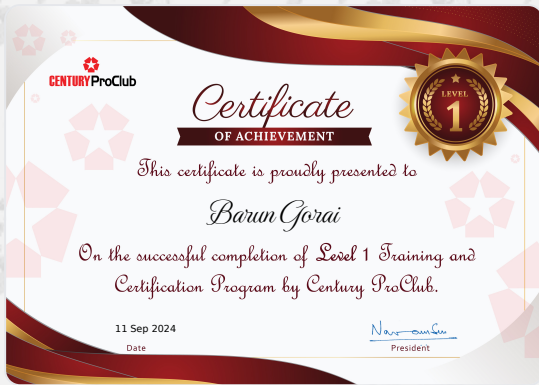 CENTURY ProClub
LEVEL
1
Certificate
OF ACHIEVEMENT
This certificate is proudly presented to
Barun Gorai
On the successful completion of Level 1 Training and
Certification Program by Century ProClub.
11 Sep 2024
Date
President